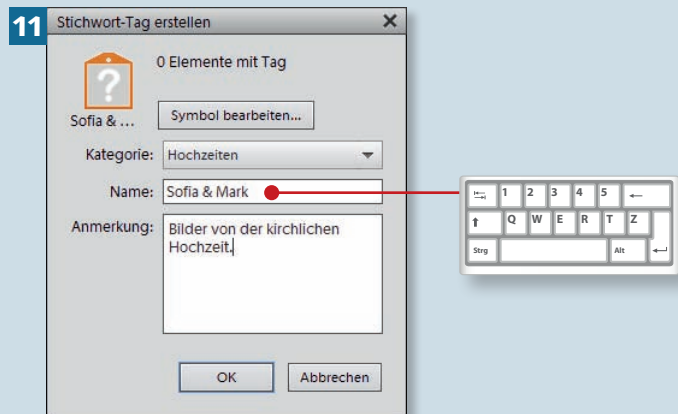 11
Stichwort-Tag erstellen
0 Elemente mit Tag
Sofia & ...
Symbol bearbeiten...
Kategorie: Hochzeiten
Name: Sofia & Mark
Anmerkung: Bilder von der kirchlichen
Hochzeit.
OK Abbrechen
1 2 3 4 5
Q W E R T Z
Strg Alt